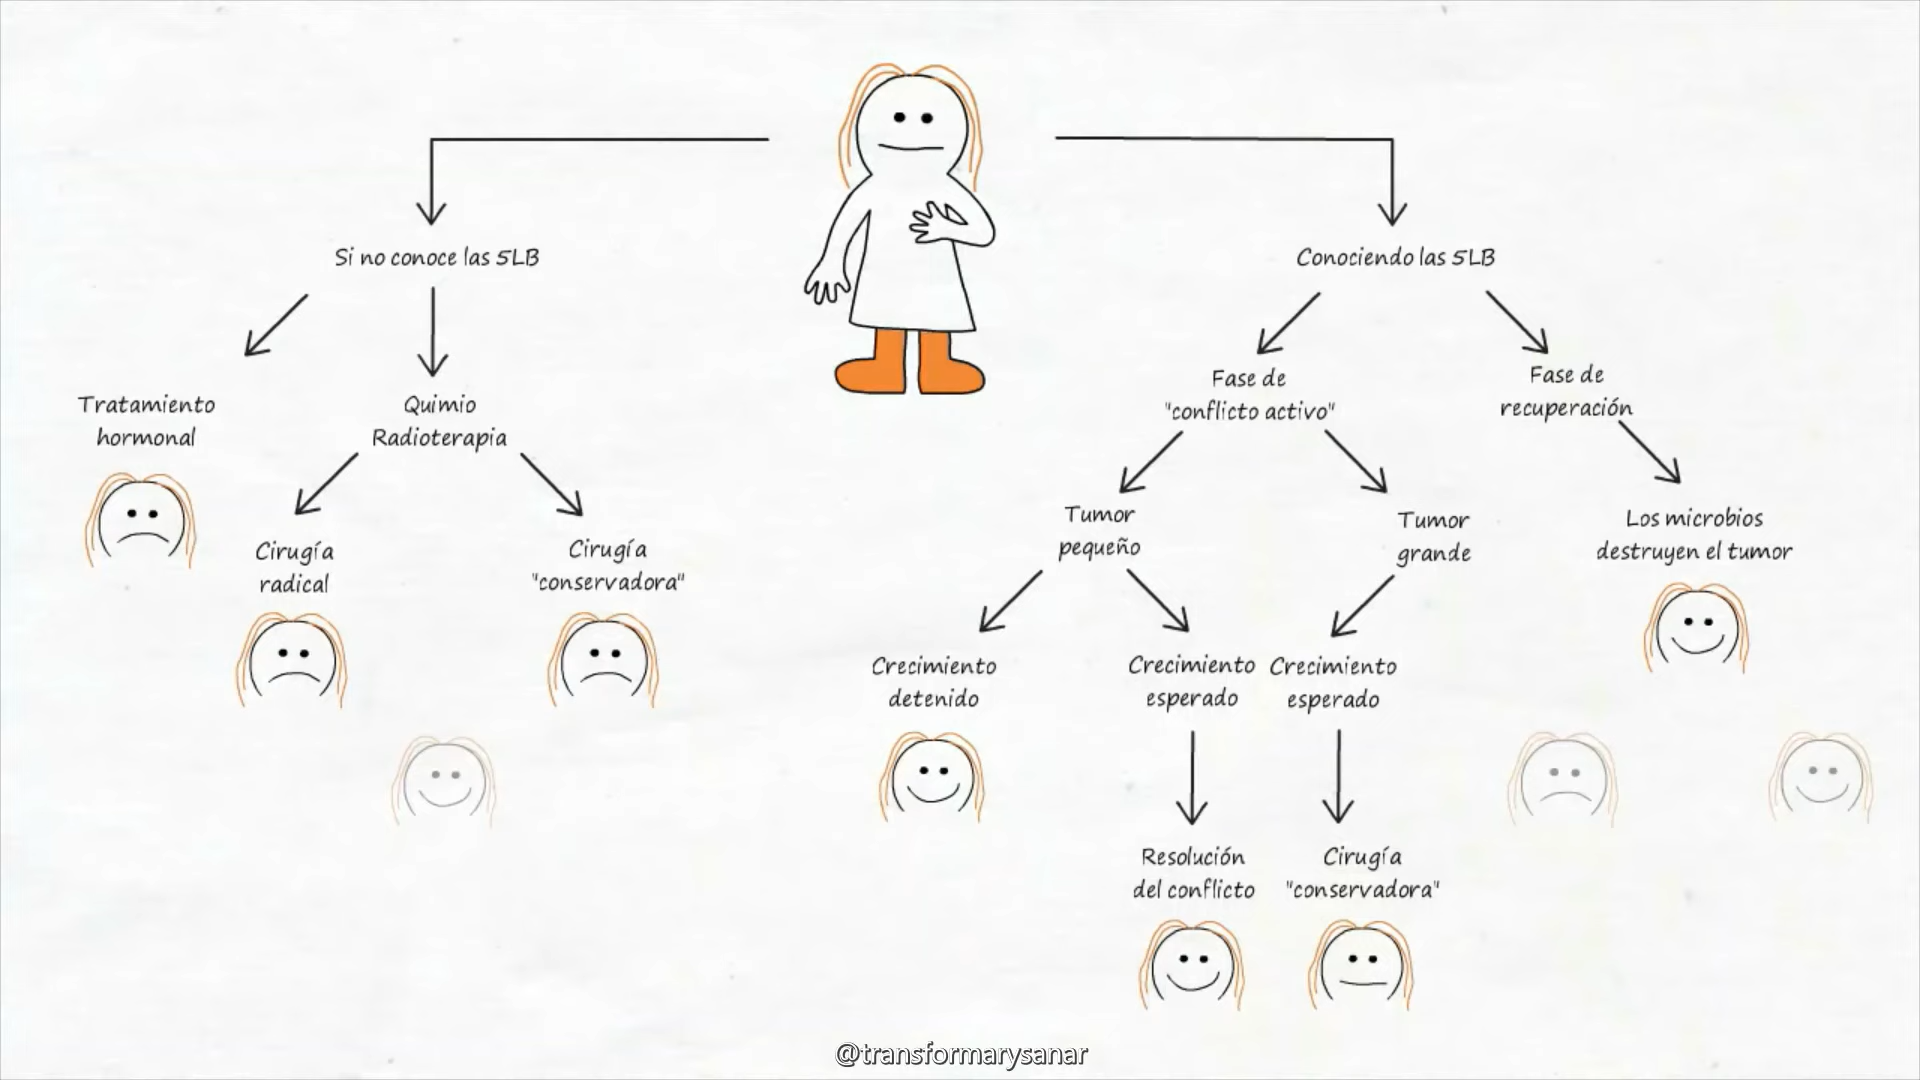 Si no conoce las 5LB
Conociendo las 5LB
Tratamiento
hormonal
Quimio
Radioterapia
Cirugía
radical
Cirugía
"conservadora"
Fase de
"conflicto activo"
Fase de
recuperación
Tumor
pequeño
Tumor
grande
Los microbios
destruyen el tumor
Crecimiento
detenido
Crecimiento
esperado
Crecimiento
esperado
Resolución
del conflicto
Cirugía
"conservadora"
@transformarysanar